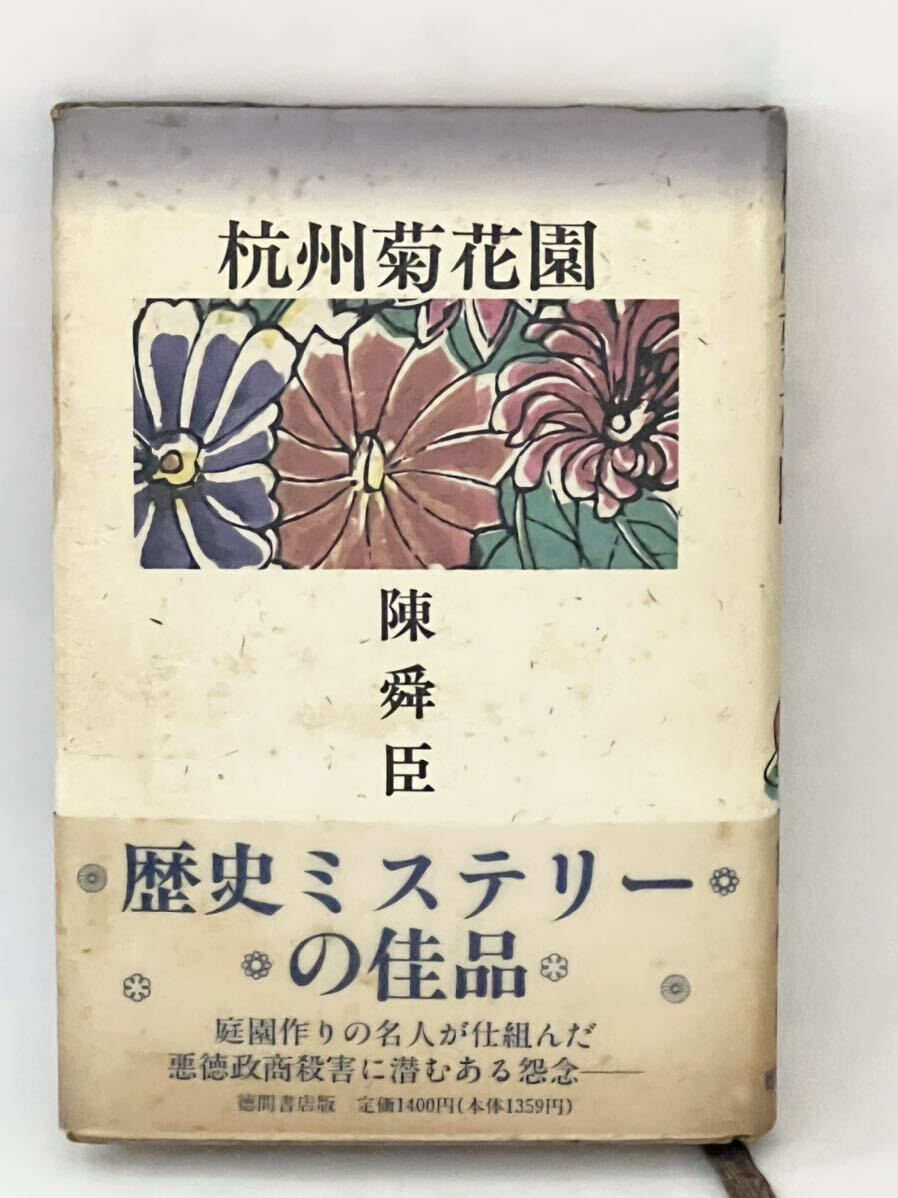 杭州菊花園
陳舜臣
歴史ミステリー
の佳品
庭園作りの名人が仕組んだ
悪徳政商殺害に潜むある怨念――
徳間書店版 定価1400円(本体1359円)